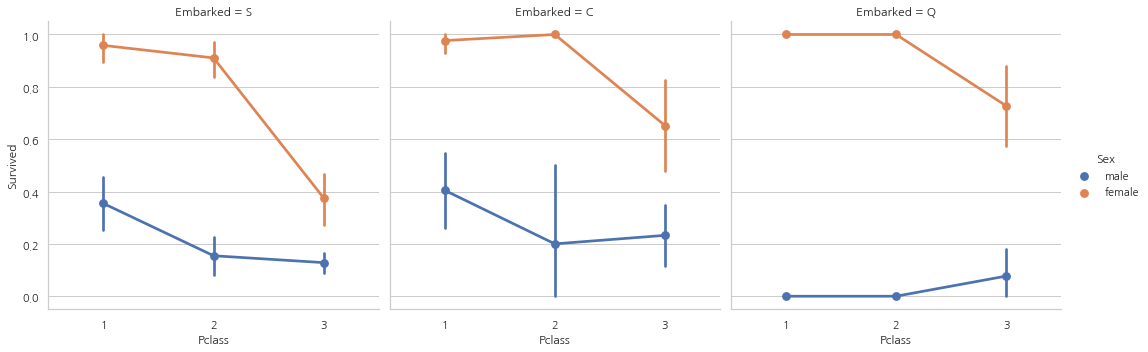 Embarked = S
Embarked = C
Embarked = Q
Survived
1.0
0.8
0.6
0.4
0.2
0.0
1 2 3
1 2 3
1 2 3
Pclass
Pclass
Pclass
Sex
male
female